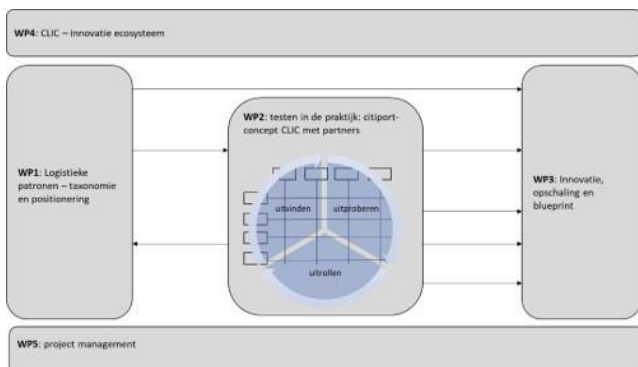 WP4: CLIC – innovatie ecosysteem
WP1: Logistieke
patronen – taxonomie
en positionering
WP2: testen in de praktijk: citiport-
concept CLIC met partners
uitvinden
uitproberen
uitrollen
WP3: Innovatie,
opschaling en
blueprint
WP5: project management